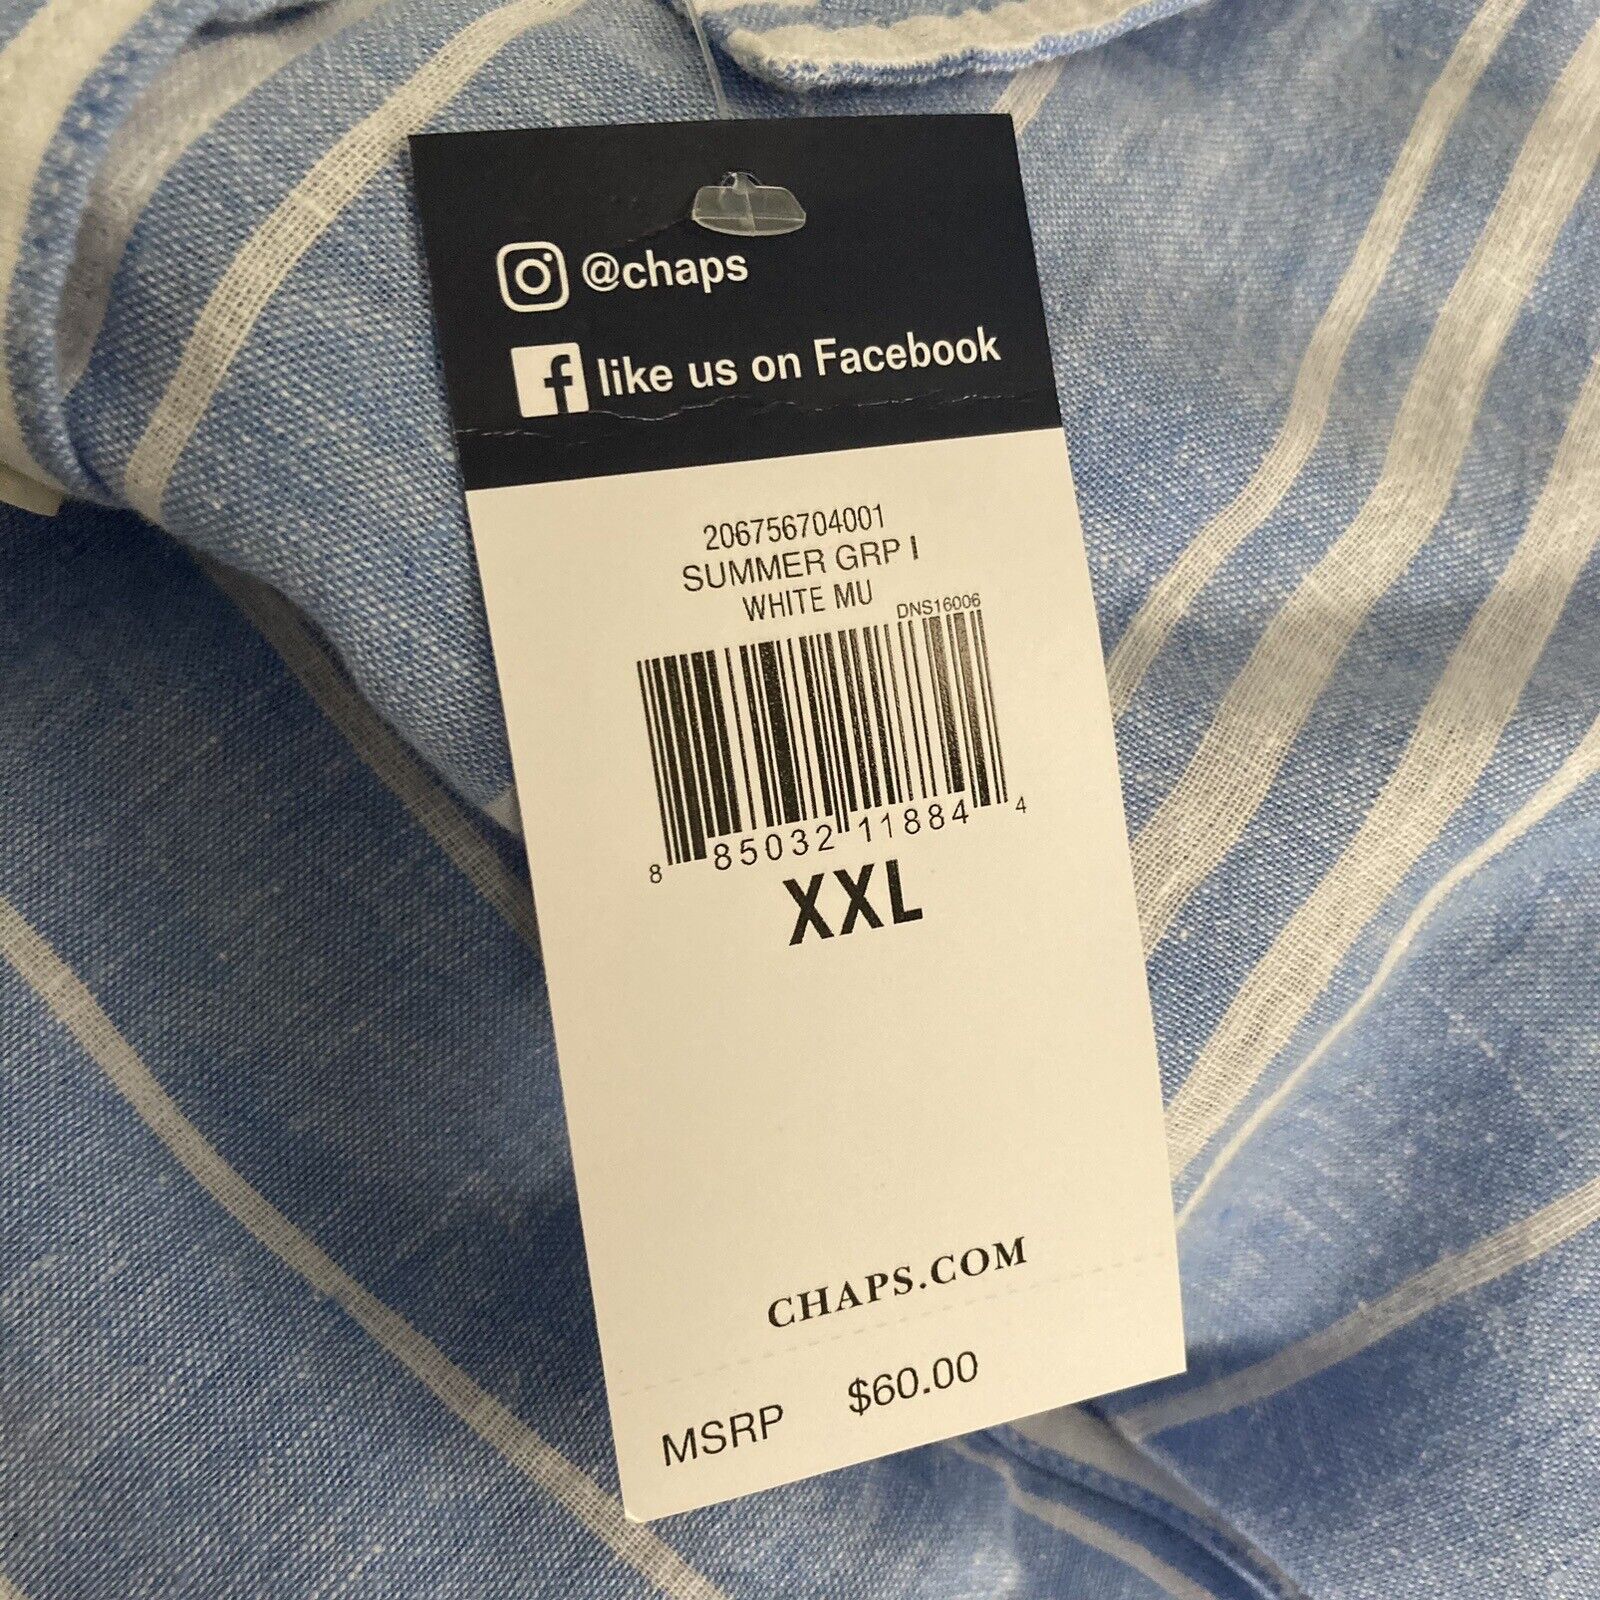 @chaps
f like us on Facebook
206756704001
SUMMER GRP I
WHITE MU
DNS16006
8 85032 11884 4
XXL
CHAPS.COM
MSRP $60.00